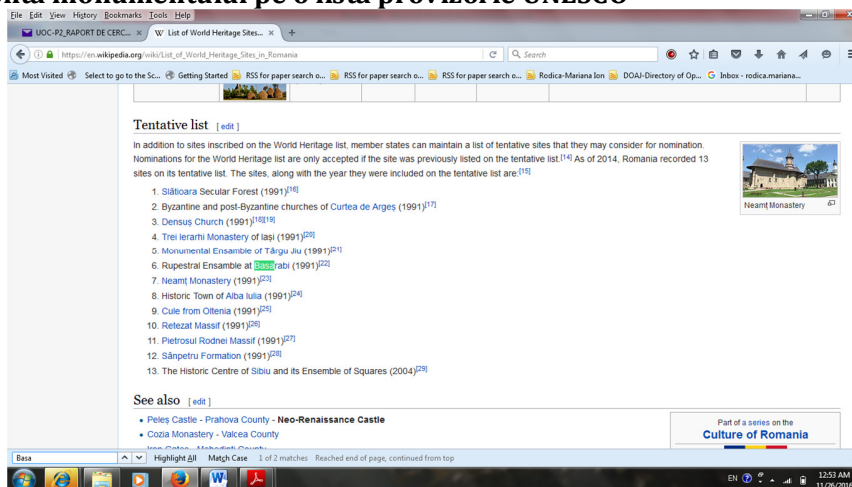 monumentului pe o listă provizorie UNESCO
File Edit View History Bookmarks Tools Help
UOC-P2_RAPORT DE CERC... × W List of World Heritage Sites... × +
https://en.wikipedia.org/wiki/List_of_World_Heritage_Sites_in_Romania Search
Most Visited Select to go to the Sc... Getting Started RSS for paper search o... RSS for paper search o... RSS for paper search o... Rodica-Mariana Ion DOAJ-Directory of Op... G Inbox - rodica.mariana...
Tentative list [ edit ]
In addition to sites inscribed on the World Heritage list, member states can maintain a list of tentative sites that they may consider for nomination.
Nominations for the World Heritage list are only accepted if the site was previously listed on the tentative list.[14] As of 2014, Romania recorded 13
sites on its tentative list. The sites, along with the year they were included on the tentative list are:[15]
1. Slătioara Secular Forest (1991)[16]
2. Byzantine and post-Byzantine churches of Curtea de Argeș (1991)[17]
3. Densuș Church (1991)[18][19]
4. Trei Ierarhi Monastery of Iași (1991)[20]
5. Monumental Ensamble of Târgu Jiu (1991)[21]
6. Rupestral Ensamble at Basarabi (1991)[22]
7. Neamț Monastery (1991)[23]
8. Historic Town of Alba Iulia (1991)[24]
9. Cule from Oltenia (1991)[25]
10. Retezat Massif (1991)[26]
11. Pietrosul Rodnei Massif (1991)[27]
12. Sânpetru Formation (1991)[28]
13. The Historic Centre of Sibiu and its Ensemble of Squares (2004)[29]
Neamț Monastery
See also [ edit ]
• Peleș Castle - Prahova County - Neo-Renaissance Castle
• Cozia Monastery - Valcea County
Part of a series on the
Culture of Romania
Basa Highlight All Match Case 1 of 2 matches Reached end of page, continued from top
EN 12:53 AM
11/26/2016